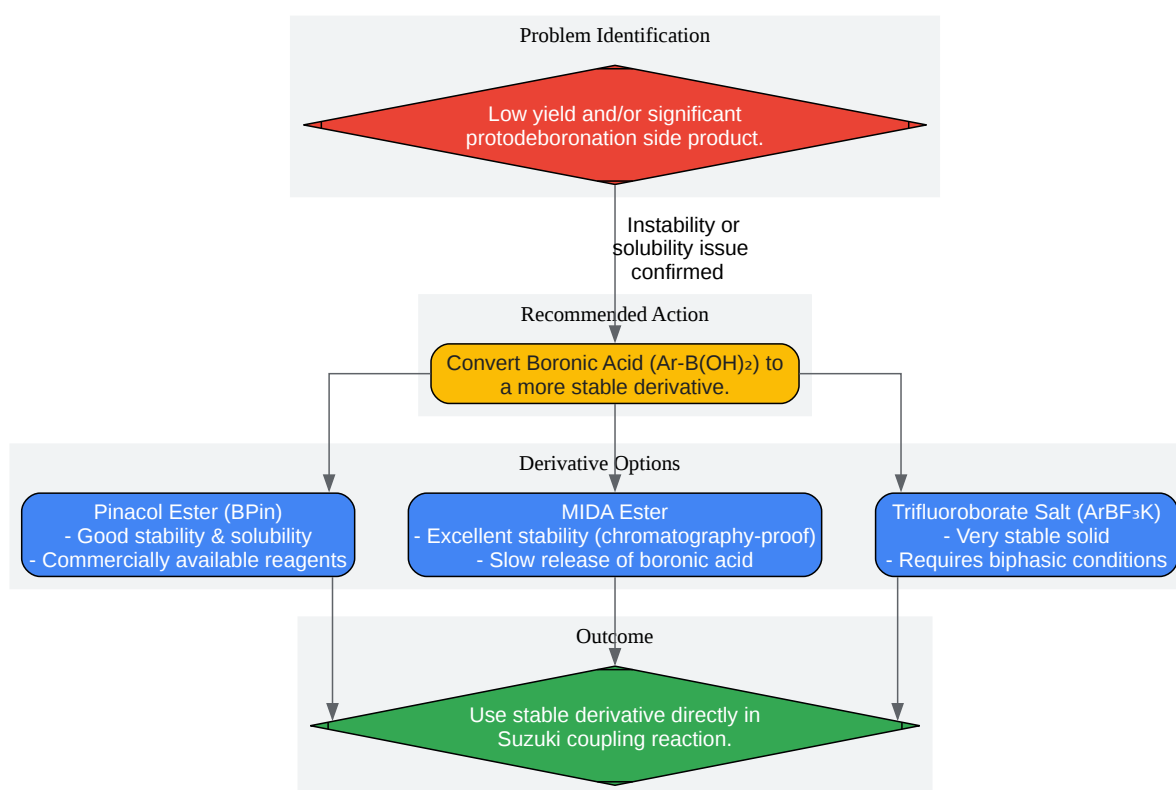 Problem Identification
Low yield and/or significant
protodeboronation side product.
Instability or
solubility issue
confirmed
Recommended Action
Convert Boronic Acid (Ar-B(OH)₂) to
a more stable derivative.
Derivative Options
Pinacol Ester (BPin)
- Good stability & solubility
- Commercially available reagents
MIDA Ester
- Excellent stability (chromatography-proof)
- Slow release of boronic acid
Trifluoroborate Salt (ArBF₃K)
- Very stable solid
- Requires biphasic conditions
Outcome
Use stable derivative directly in
Suzuki coupling reaction.